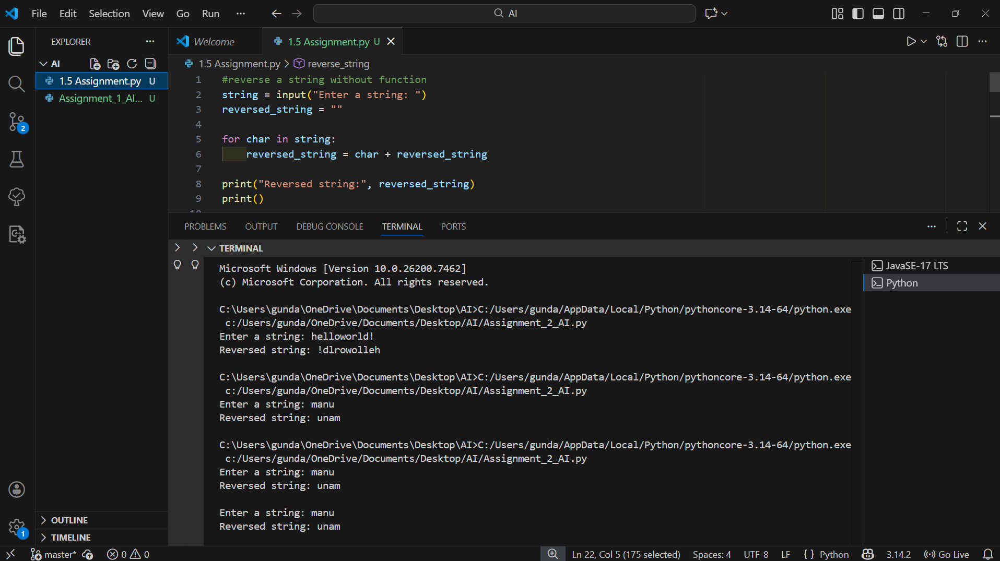 File Edit Selection View Go Run ··· AI
EXPLORER ···
AI
1.5 Assignment.py U
Assignment_1_AI... U
Welcome
1.5 Assignment.py U
1.5 Assignment.py > reverse_string
1 #reverse a string without function
2 string = input("Enter a string: ")
3 reversed_string = ""
4
5 for char in string:
6     reversed_string = char + reversed_string
7
8 print("Reversed string:", reversed_string)
9 print()
10
PROBLEMS OUTPUT DEBUG CONSOLE TERMINAL PORTS
TERMINAL
Microsoft Windows [Version 10.0.26200.7462]
(c) Microsoft Corporation. All rights reserved.
C:\Users\gunda\OneDrive\Documents\Desktop\AI>C:/Users/gunda/AppData/Local/Python/pythoncore-3.14-64/python.exe
c:/Users/gunda/OneDrive/Documents/Desktop/AI/Assignment_2_AI.py
Enter a string: helloworld!
Reversed string: !dlrowolleh
C:\Users\gunda\OneDrive\Documents\Desktop\AI>C:/Users/gunda/AppData/Local/Python/pythoncore-3.14-64/python.exe
c:/Users/gunda/OneDrive/Documents/Desktop/AI/Assignment_2_AI.py
Enter a string: manu
Reversed string: unam
C:\Users\gunda\OneDrive\Documents\Desktop\AI>C:/Users/gunda/AppData/Local/Python/pythoncore-3.14-64/python.exe
c:/Users/gunda/OneDrive/Documents/Desktop/AI/Assignment_2_AI.py
Enter a string: manu
Reversed string: unam
Enter a string: manu
Reversed string: unam
JavaSE-17 LTS
Python
2
1
OUTLINE
TIMELINE
master* 0 0 Ln 22, Col 5 (175 selected) Spaces: 4 UTF-8 LF {} Python 3.14.2 Go Live